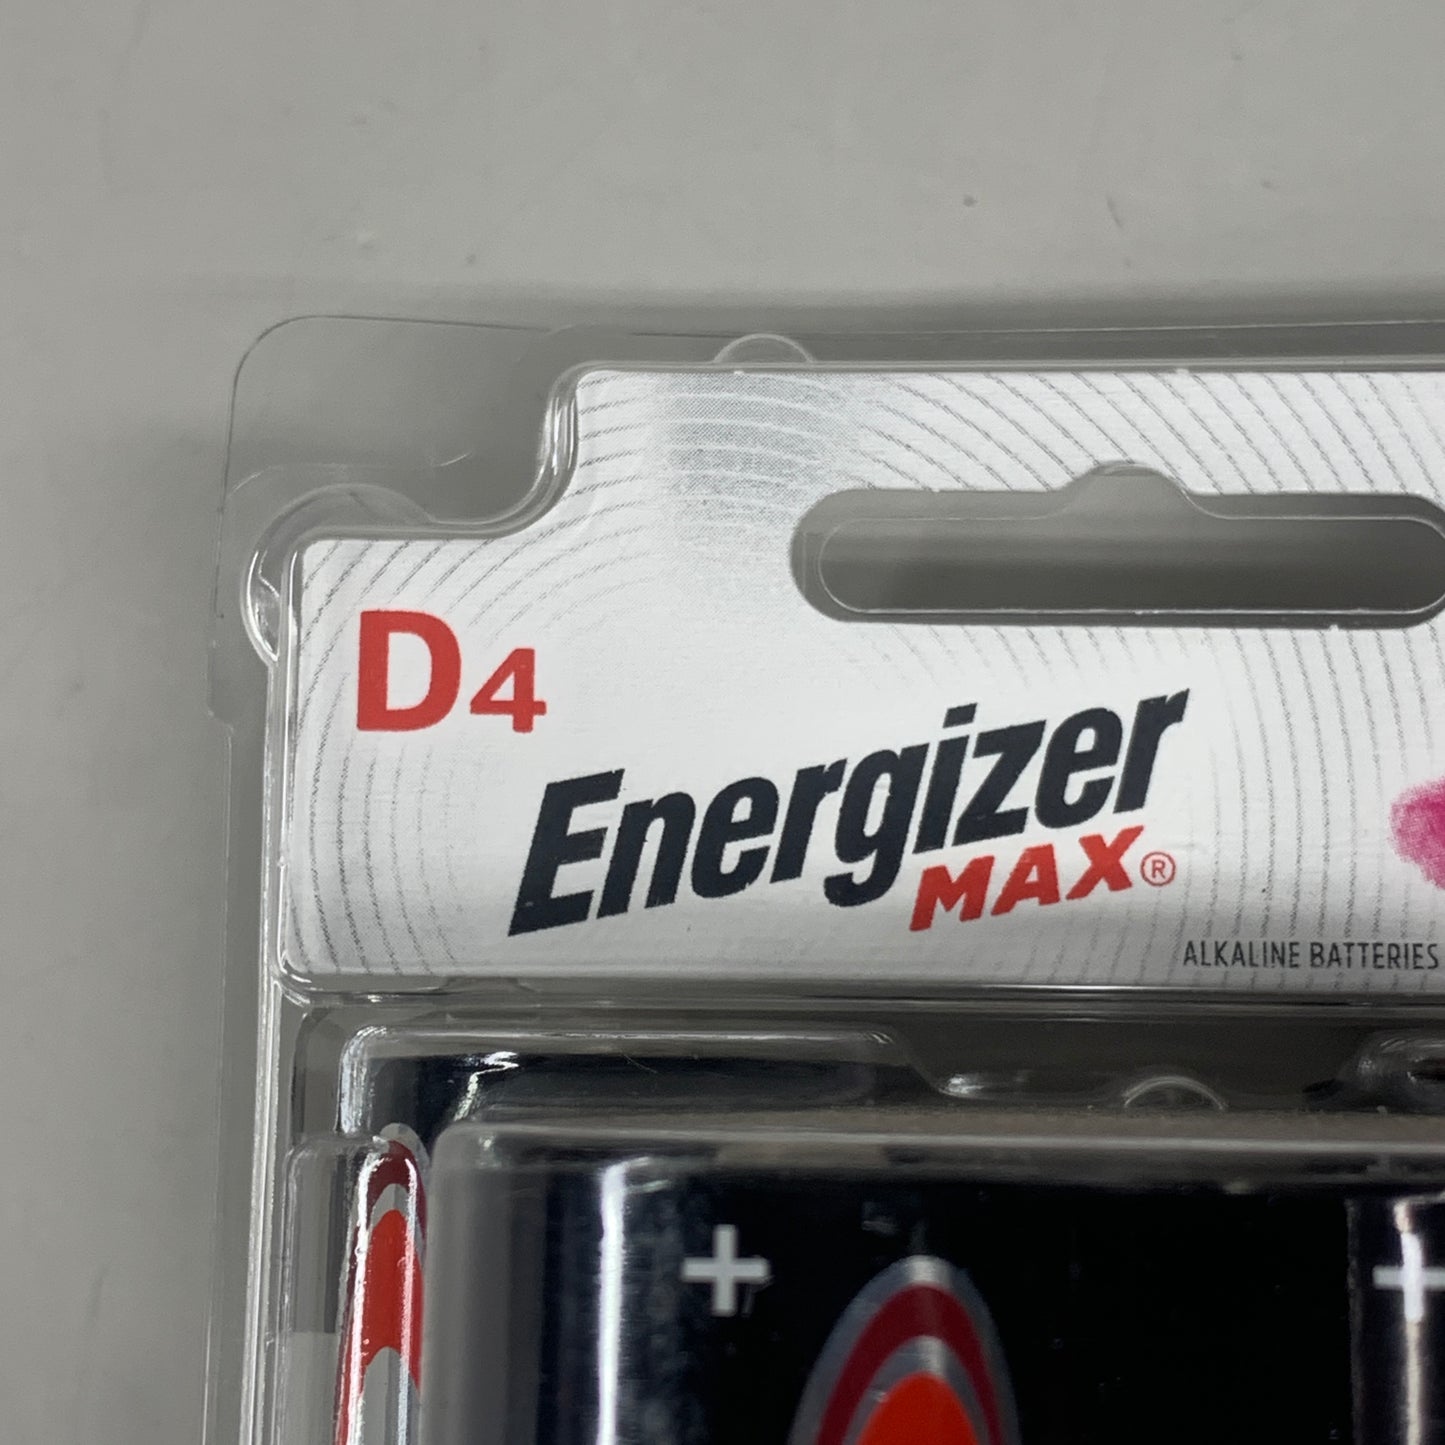 D4
Energizer
MAX®
ALKALINE BATTERIES
+ +